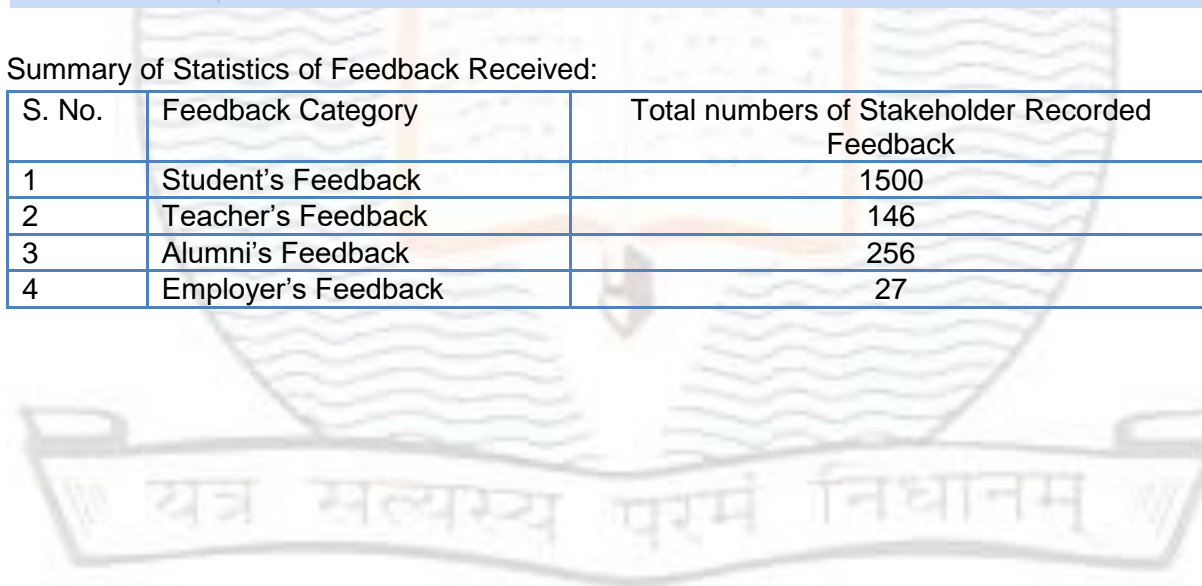 Summary of Statistics of Feedback Received:
S. No. Feedback Category Total numbers of Stakeholder Recorded
Feedback
1 Student’s Feedback 1500
2 Teacher’s Feedback 146
3 Alumni’s Feedback 256
4 Employer’s Feedback 27
यत्र सत्यस्य परमं निधानम्